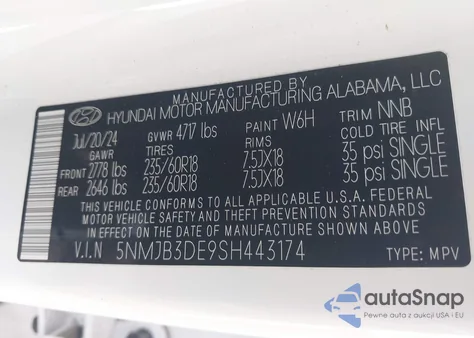 MANUFACTURED BY
HYUNDAI MOTOR MANUFACTURING ALABAMA, LLC
Jul/20/24 GVWR 4717 lbs PAINT W6H TRIM NNB
GAWR TIRES RIMS COLD TIRE INFL
FRONT 2778 lbs 235/60R18 7.5JX18 35 psi SINGLE
REAR 2646 lbs 235/60R18 7.5JX18 35 psi SINGLE
THIS VEHICLE CONFORMS TO ALL APPLICABLE U.S.A. FEDERAL
MOTOR VEHICLE SAFETY AND THEFT PREVENTION STANDARDS
IN EFFECT ON THE DATE OF MANUFACTURE SHOWN ABOVE.
V.I.N 5NMJB3DE9SH443174 TYPE: MPV
autoSnap
Pewne auta z aukcji USA i EU